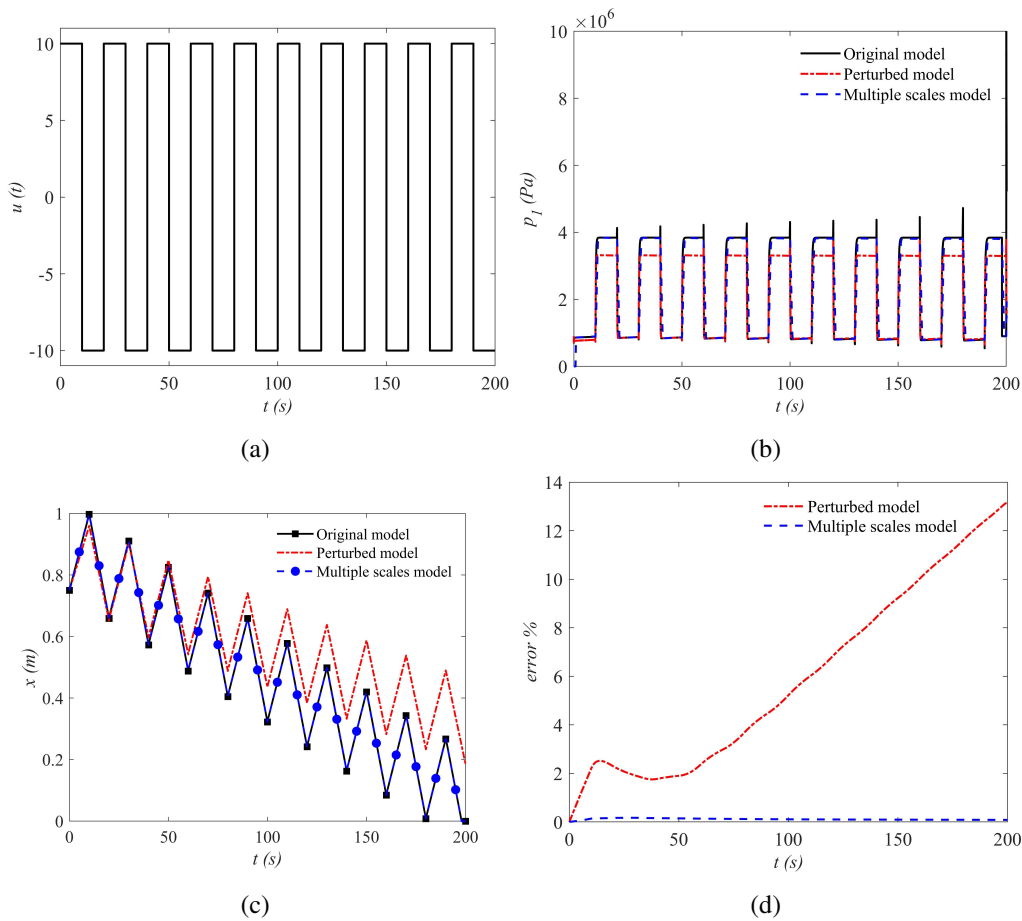 10
5
0
-5
-10
u (t)
0
50
100
150
200
t (s)
(a)
×10⁶
10
8
6
4
2
0
p₁ (Pa)
Original model
Perturbed model
Multiple scales model
0
50
100
150
200
t (s)
(b)
1
0.8
0.6
0.4
0.2
0
x (m)
Original model
Perturbed model
Multiple scales model
0
50
100
150
200
t (s)
(c)
14
12
10
8
6
4
2
0
error %
Perturbed model
Multiple scales model
0
50
100
150
200
t (s)
(d)